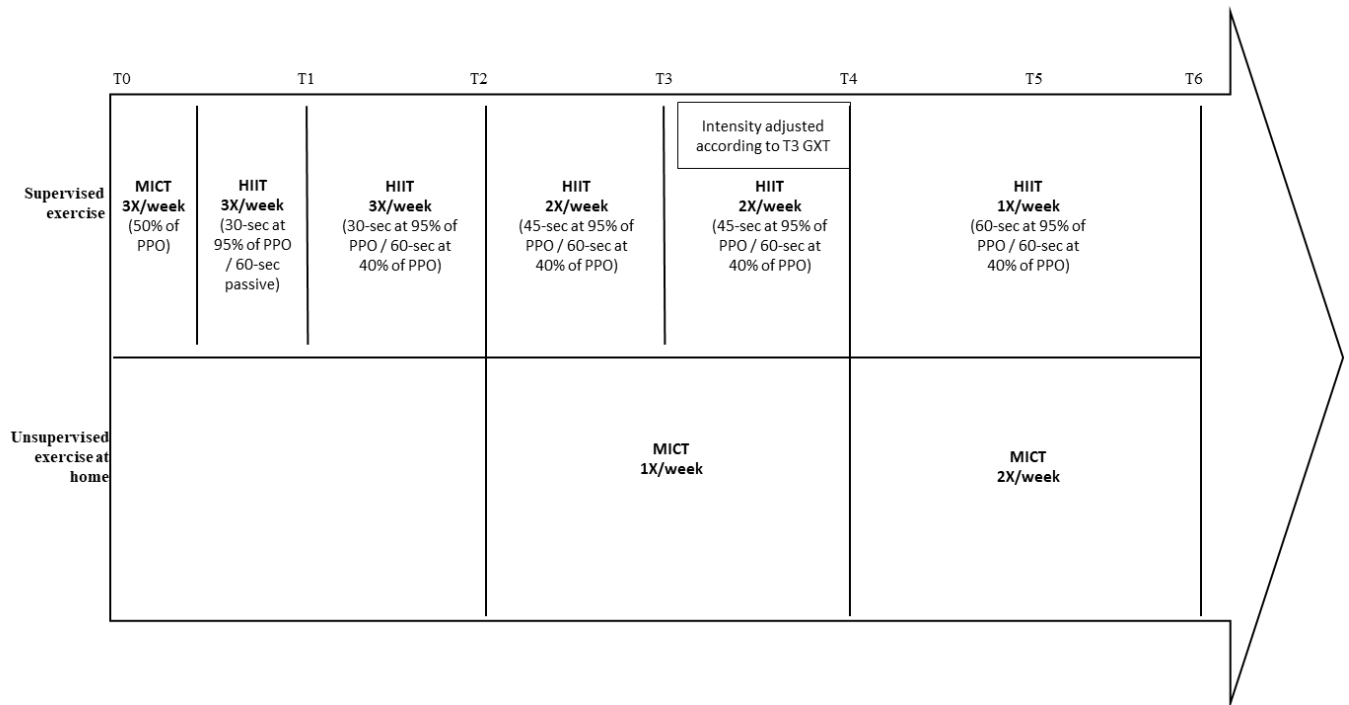 T0 T1 T2 T3 T4 T5 T6
Intensity adjusted
according to T3 GXT
Supervised
exercise
MICT
3X/week
(50% of
PPO)
HIIT
3X/week
(30-sec at
95% of PPO
/ 60-sec
passive)
HIIT
3X/week
(30-sec at 95% of
PPO / 60-sec at
40% of PPO)
HIIT
2X/week
(45-sec at 95% of
PPO / 60-sec at
40% of PPO)
HIIT
2X/week
(45-sec at 95% of
PPO / 60-sec at
40% of PPO)
HIIT
1X/week
(60-sec at 95% of
PPO / 60-sec at
40% of PPO)
Unsupervised
exercise at
home
MICT
1X/week
MICT
2X/week